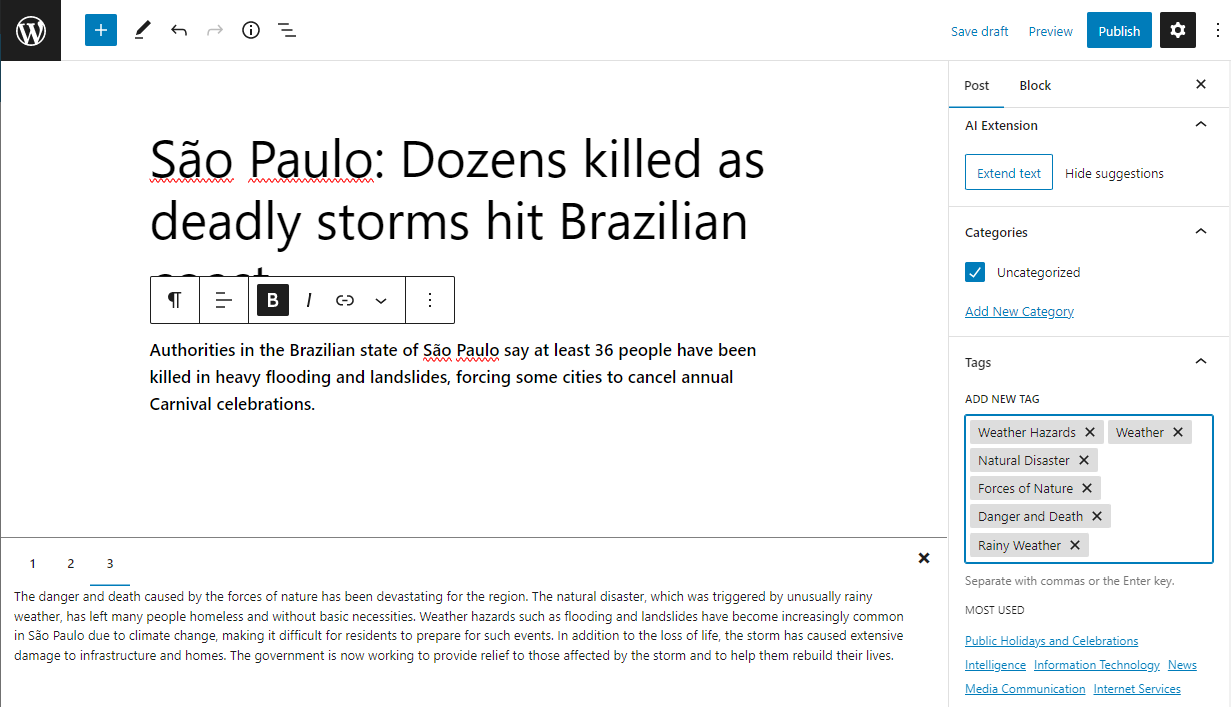 Save draft Preview Publish
Post Block
AI Extension
Extend text Hide suggestions
Categories
Uncategorized
Add New Category
Tags
ADD NEW TAG
Weather Hazards Weather
Natural Disaster
Forces of Nature
Danger and Death
Rainy Weather
Separate with commas or the Enter key.
MOST USED
Public Holidays and Celebrations
Intelligence Information Technology News
Media Communication Internet Services
São Paulo: Dozens killed as
deadly storms hit Brazilian
B I
Authorities in the Brazilian state of São Paulo say at least 36 people have been
killed in heavy flooding and landslides, forcing some cities to cancel annual
Carnival celebrations.
1 2 3
The danger and death caused by the forces of nature has been devastating for the region. The natural disaster, which was triggered by unusually rainy
weather, has left many people homeless and without basic necessities. Weather hazards such as flooding and landslides have become increasingly common
in São Paulo due to climate change, making it difficult for residents to prepare for such events. In addition to the loss of life, the storm has caused extensive
damage to infrastructure and homes. The government is now working to provide relief to those affected by the storm and to help them rebuild their lives.